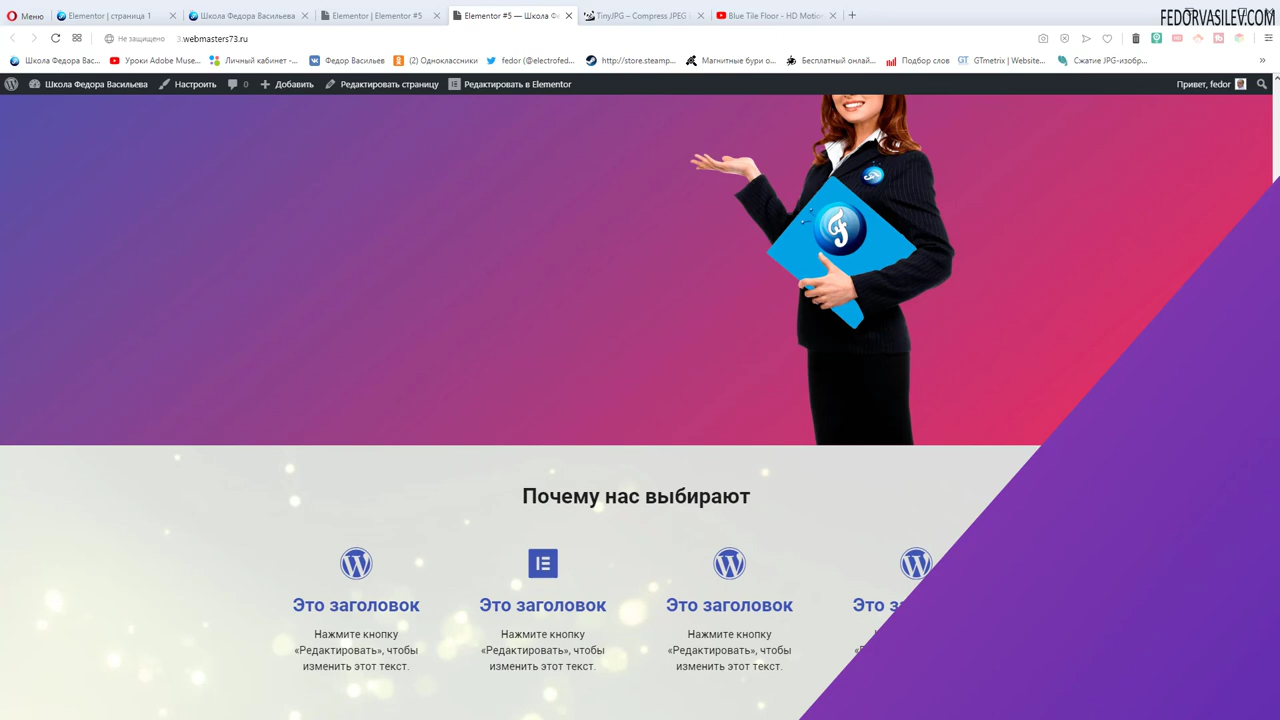 Меню
Elementor | страница 1
Школа Федора Васильева
Elementor | Elementor #5
Elementor #5 — Школа Фе
TinyJPG – Compress JPEG
Blue Tile Floor - HD Motion
FEDORVASILEV.COM
Не защищено
3.webmasters73.ru
Школа Федора Вас...
Уроки Adobe Muse...
Личный кабинет -...
Федор Васильев
(2) Одноклассники
fedor (@electrofed...
http://store.steamp...
Магнитные бури о...
Бесплатный онлай...
Подбор слов
GTmetrix | Website...
Сжатие JPG-изобр...
Школа Федора Васильева
Настроить
0
Добавить
Редактировать страницу
Редактировать в Elementor
Привет, fedor
Почему нас выбирают
Это заголовок
Это заголовок
Это заголовок
Это за
Нажмите кнопку
«Редактировать», чтобы
изменить этот текст.
Нажмите кнопку
«Редактировать», чтобы
изменить этот текст.
Нажмите кнопку
«Редактировать», чтобы
изменить этот текст.